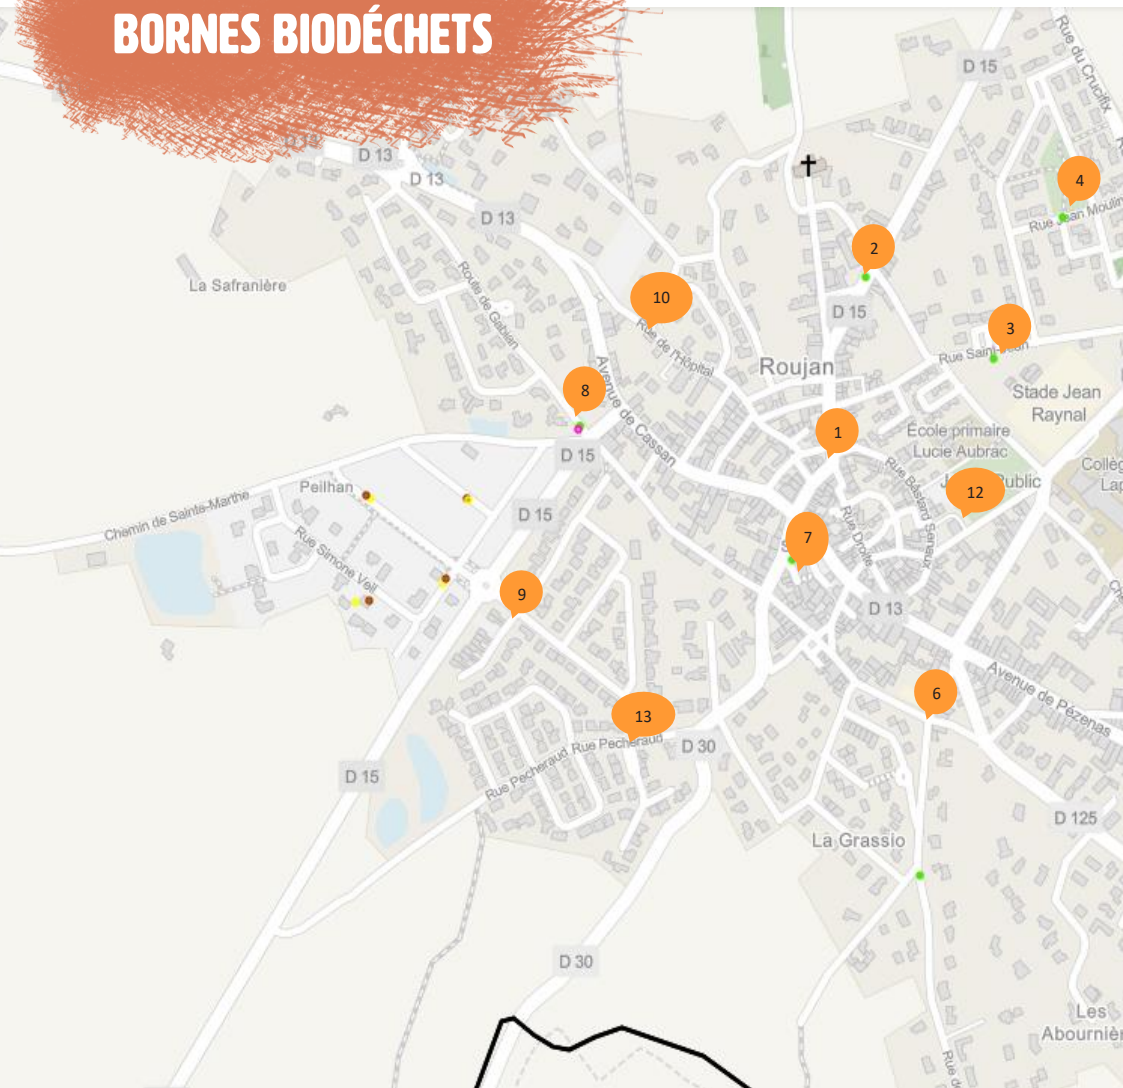 BORNES BIODÉCHETS
D 15
Rue du Crucifix
D 13
D 13
D 13
4
Rue Jean Moulin
2
La Safranière
Route de Gabian
10
D 15
3
Rue de l'Hôpital
Rue Saint-Jean
Roujan
8
Avenue de Cassan
Stade Jean
Raynal
1
École primaire
Lucie Aubrac
D 15
Peilhan
Rue Bastard Senaux
12
Public
Chemin de Sainte-Marthe
D 15
Rue Droite
7
Rue Simone Veil
9
D 13
Avenue de Pézenas
6
13
Rue Pecheraud
Rue Pecheraud
D 30
D 15
D 125
La Grassio
D 30
Les